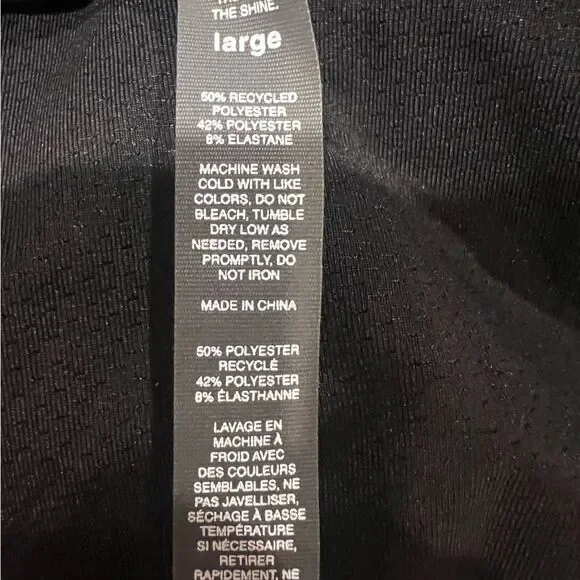 THE SHINE.
large
50% RECYCLED
POLYESTER
42% POLYESTER
8% ELASTANE
MACHINE WASH
COLD WITH LIKE
COLORS, DO NOT
BLEACH, TUMBLE
DRY LOW AS
NEEDED, REMOVE
PROMPTLY, DO
NOT IRON
MADE IN CHINA
50% POLYESTER
RECYCLÉ
42% POLYESTER
8% ÉLASTHANNE
LAVAGE EN
MACHINE À
FROID AVEC
DES COULEURS
SEMBLABLES, NE
PAS JAVELLISER,
SÉCHAGE À BASSE
TEMPÉRATURE
SI NÉCESSAIRE,
RETIRER
RAPIDEMENT, NE